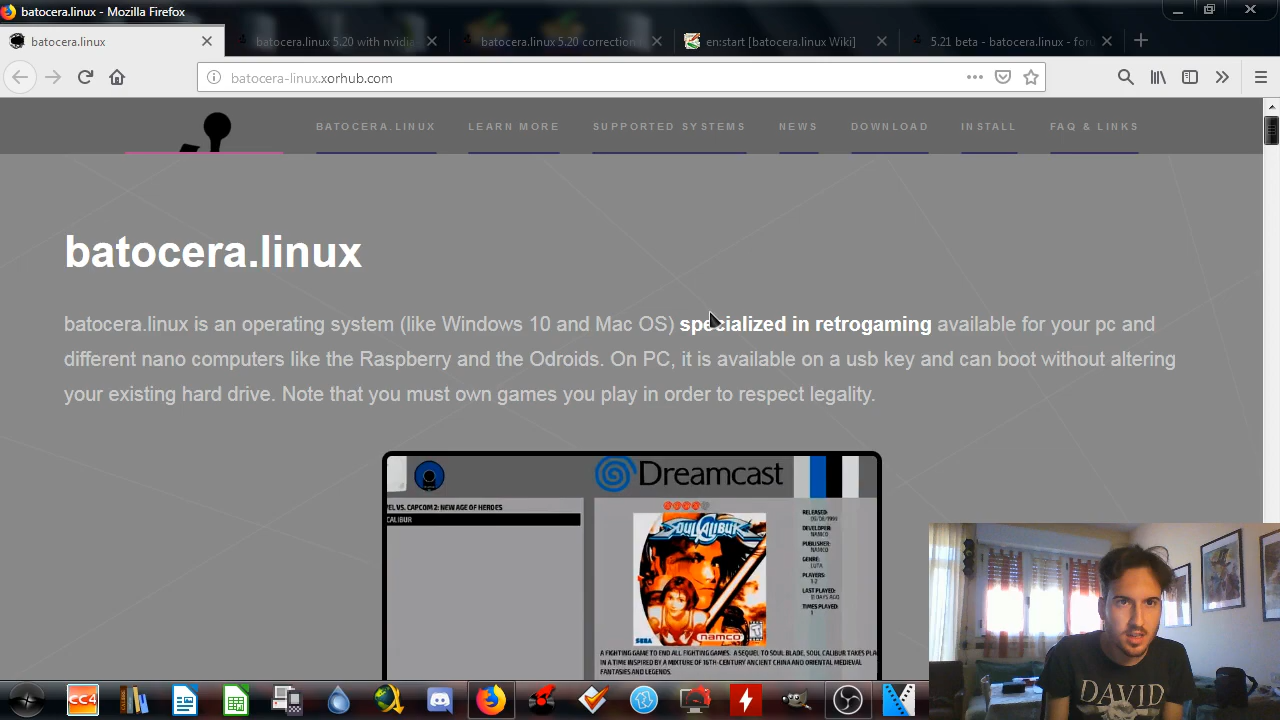 batocera.linux - Mozilla Firefox
batocera.linux
batocera.linux 5.20 with nvidia
batocera.linux 5.20 correction
en:start [batocera.linux Wiki]
5.21 beta - batocera.linux - for
batocera-linux.xorhub.com
BATOCERA.LINUX LEARN MORE SUPPORTED SYSTEMS NEWS DOWNLOAD INSTALL FAQ & LINKS
batocera.linux
batocera.linux is an operating system (like Windows 10 and Mac OS) specialized in retrogaming available for your pc and
different nano computers like the Raspberry and the Odroids. On PC, it is available on a usb key and can boot without altering
your existing hard drive. Note that you must own games you play in order to respect legality.
Dreamcast
EL VS. CAPCOM 2: NEW AGE OF HEROES
CALIBUR
SOULCALIBUR
SEGA
namco
RELEASED:
DEVELOPER:
NAMCO
PUBLISHER:
NAMCO
GENRE:
LUTA
PLAYERS:
1-2
LAST PLAYED:
TIMES PLAYED:
1
A FIGHTING GAME TO END ALL FIGHTING GAMES. A SEQUEL TO SOUL BLADE, SOUL CALIBUR TAKES PLA
IN A TIME INSPIRED BY A MIXTURE OF 16TH-CENTURY ANCIENT CHINA AND ORIENTAL MEDIEVAL
FANTASIES AND LEGENDS.
CC4
DAVID